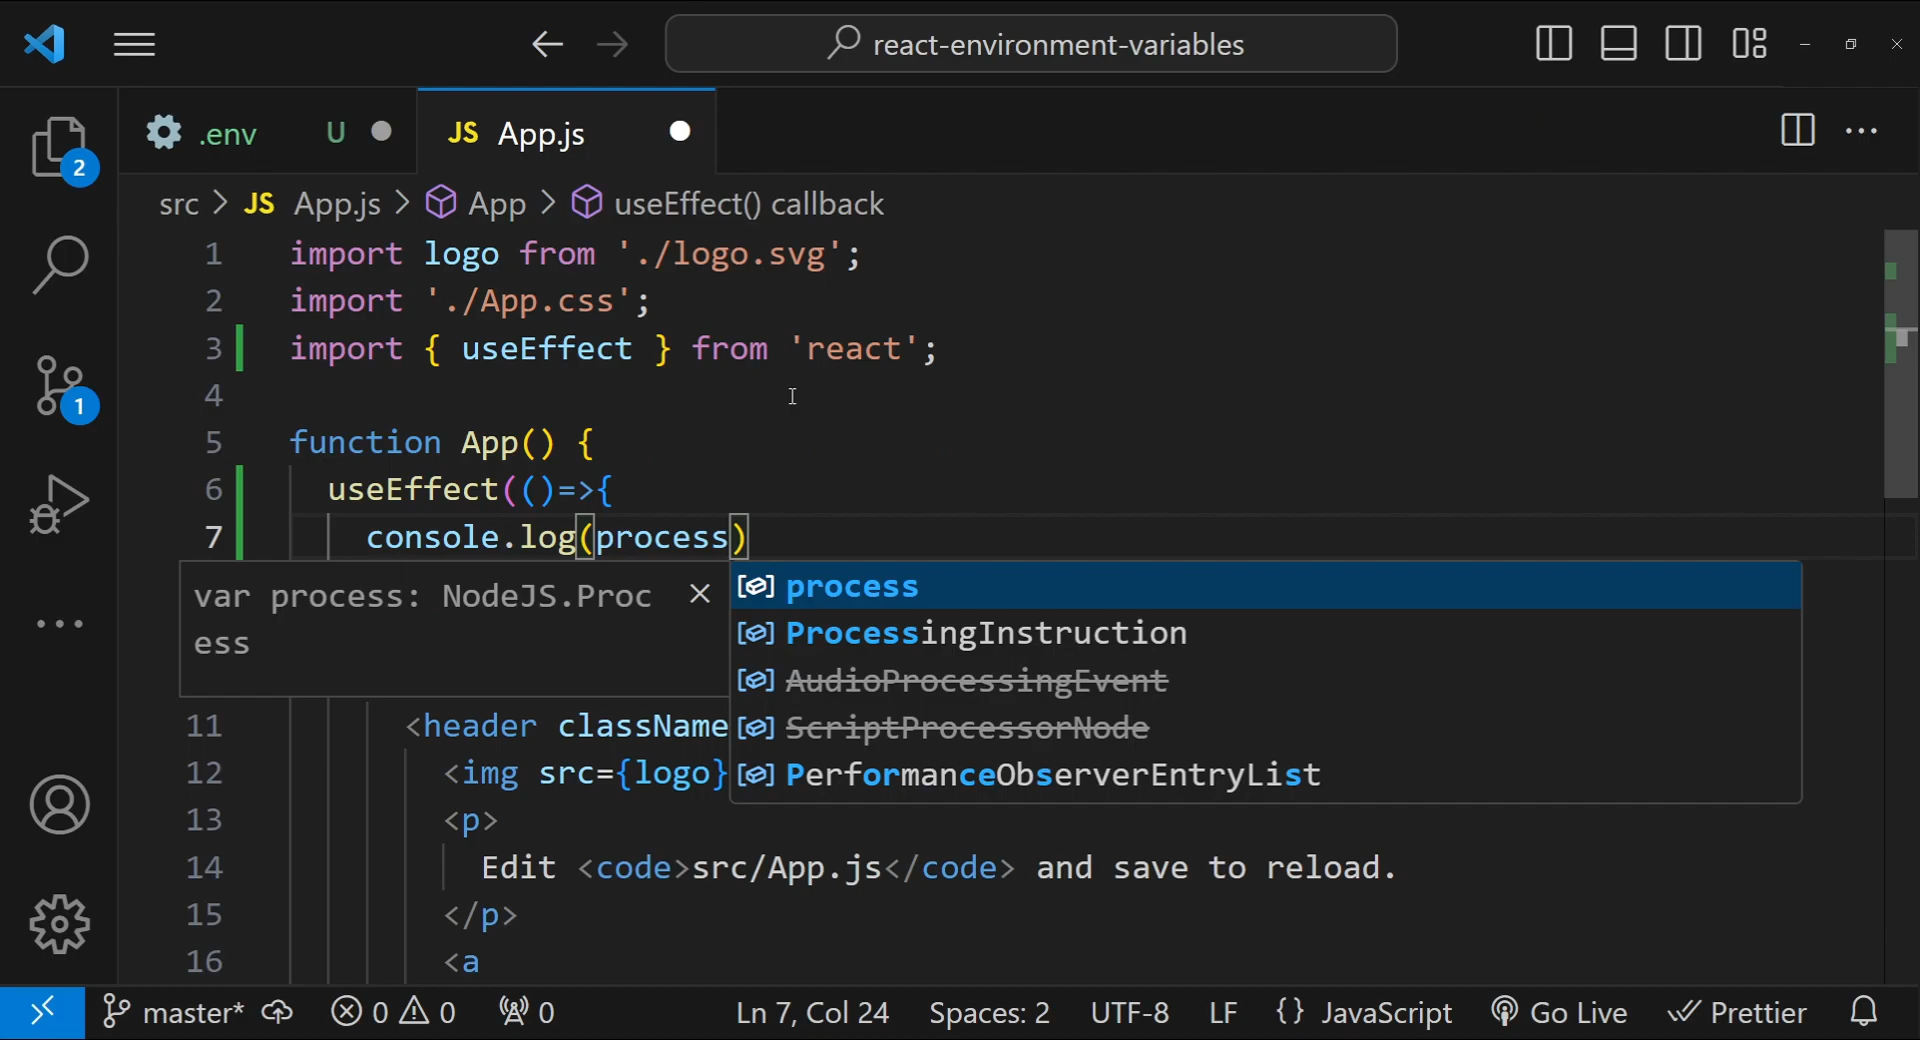 react-environment-variables
.env U JS App.js
2
src > JS App.js > App > useEffect() callback
1 import logo from './logo.svg';
2 import './App.css';
3 import { useEffect } from 'react';
4
1
5 function App() {
6 useEffect(()=>{
7 console.log(process)
var process: NodeJS.Proc
ess
process
ProcessingInstruction
AudioProcessingEvent
ScriptProcessorNode
PerformanceObserverEntryList
11 <header className
12 <img src={logo}
13 <p>
14 Edit <code>src/App.js</code> and save to reload.
15 </p>
16 <a
master* 0 0 0 Ln 7, Col 24 Spaces: 2 UTF-8 LF {} JavaScript Go Live Prettier